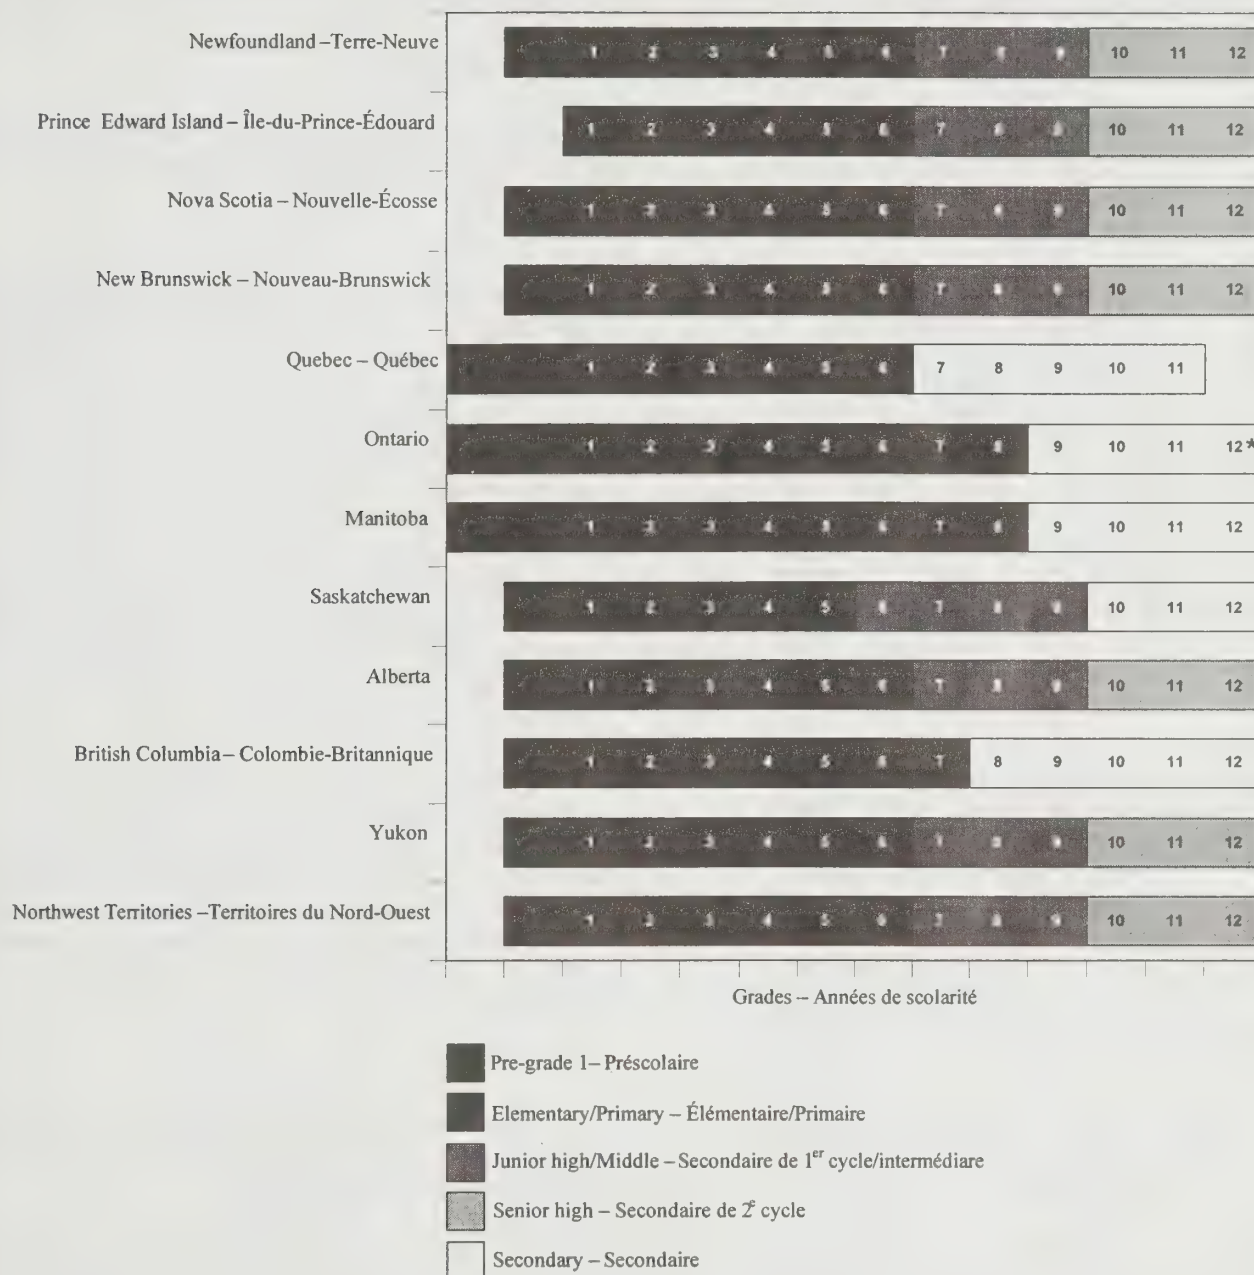 Newfoundland –Terre-Neuve 1 2 3 4 5 6 7 8 9 10 11 12
Prince Edward Island – Île-du-Prince-Édouard 1 2 3 4 5 6 7 8 9 10 11 12
Nova Scotia – Nouvelle-Écosse 1 2 3 4 5 6 7 8 9 10 11 12
New Brunswick – Nouveau-Brunswick 1 2 3 4 5 6 7 8 9 10 11 12
Quebec – Québec 1 2 3 4 5 6 7 8 9 10 11
Ontario 1 2 3 4 5 6 7 8 9 10 11 12*
Manitoba 1 2 3 4 5 6 7 8 9 10 11 12
Saskatchewan 1 2 3 4 5 6 7 8 9 10 11 12
Alberta 1 2 3 4 5 6 7 8 9 10 11 12
British Columbia – Colombie-Britannique 1 2 3 4 5 6 7 8 9 10 11 12
Yukon 1 2 3 4 5 6 7 8 9 10 11 12
Northwest Territories –Territoires du Nord-Ouest 1 2 3 4 5 6 7 8 9 10 11 12
Grades – Années de scolarité
Pre-grade 1– Préscolaire
Elementary/Primary – Élémentaire/Primaire
Junior high/Middle – Secondaire de 1er cycle/intermédiare
Senior high – Secondaire de 2e cycle
Secondary – Secondaire